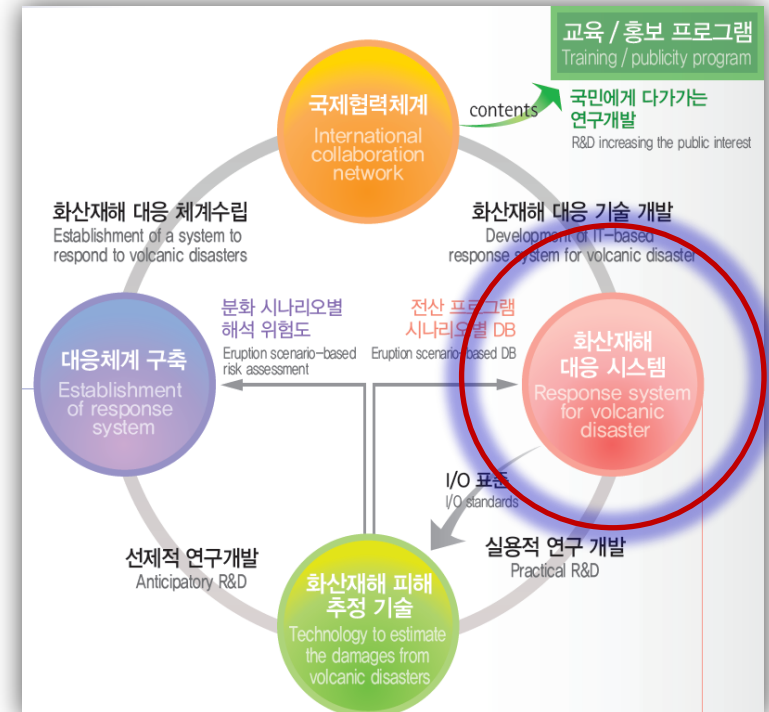 교육 / 홍보 프로그램
Training / publicity program
국제협력체계
International
collaboration
network
contents
국민에게 다가가는
연구개발
R&D increasing the public interest
화산재해 대응 체계수립
Establishment of a system to
respond to volcanic disasters
화산재해 대응 기술 개발
Development of IT-based
response system for volcanic disaster
분화 시나리오별
해석 위험도
Eruption scenario-based
risk assessment
전산 프로그램
시나리오별 DB
Eruption scenario-based DB
대응체계 구축
Establishment
of response
system
화산재해
대응 시스템
Response system
for volcanic
disaster
I/O 표준
I/O standards
선제적 연구개발
Anticipatory R&D
실용적 연구 개발
Practical R&D
화산재해 피해
추정 기술
Technology to estimate
the damages from
volcanic disasters